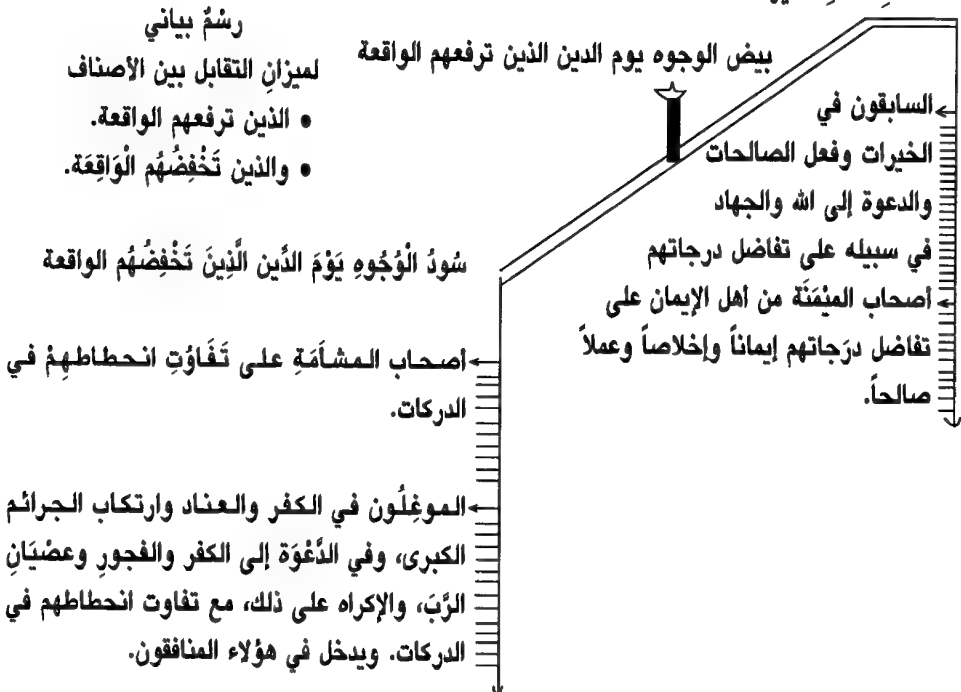 رسْمٌ بياني
لميزانِ التقابل بين الأصناف
• الذين ترفعهم الواقعة.
• والذين تَخْفِضُهُم الْوَاقِعَة.
بيض الوجوه يوم الدين الذين ترفعهم الواقعة
السابقون في
الخيرات وفعل الصالحات
والدعوة إلى الله والجهاد
في سبيله على تفاضل درجاتهم
أصحاب الميْمَنَة من أهل الإيمان على
تفاضل درَجاتهم إيماناً وإخلاصاً وعملاً
صالحاً.
سُودُ الْوُجُوهِ يَوْمَ الدِّين الَّذِينَ تَخْفِضُهُم الواقعة
أصحاب المشأَمَةِ على تَفَاوُتِ انحطاطهِمْ في
الدركات.
الموغِلُون في الكفر والعناد وارتكاب الجرائم
الكبرى، وفي الدَّعْوَة إلى الكفر والفجورِ وعصْيَانِ
الرَّبّ، والإكراه على ذلك، مع تفاوت انحطاطهم في
الدركات. ويدخل في هؤلاء المنافقون.